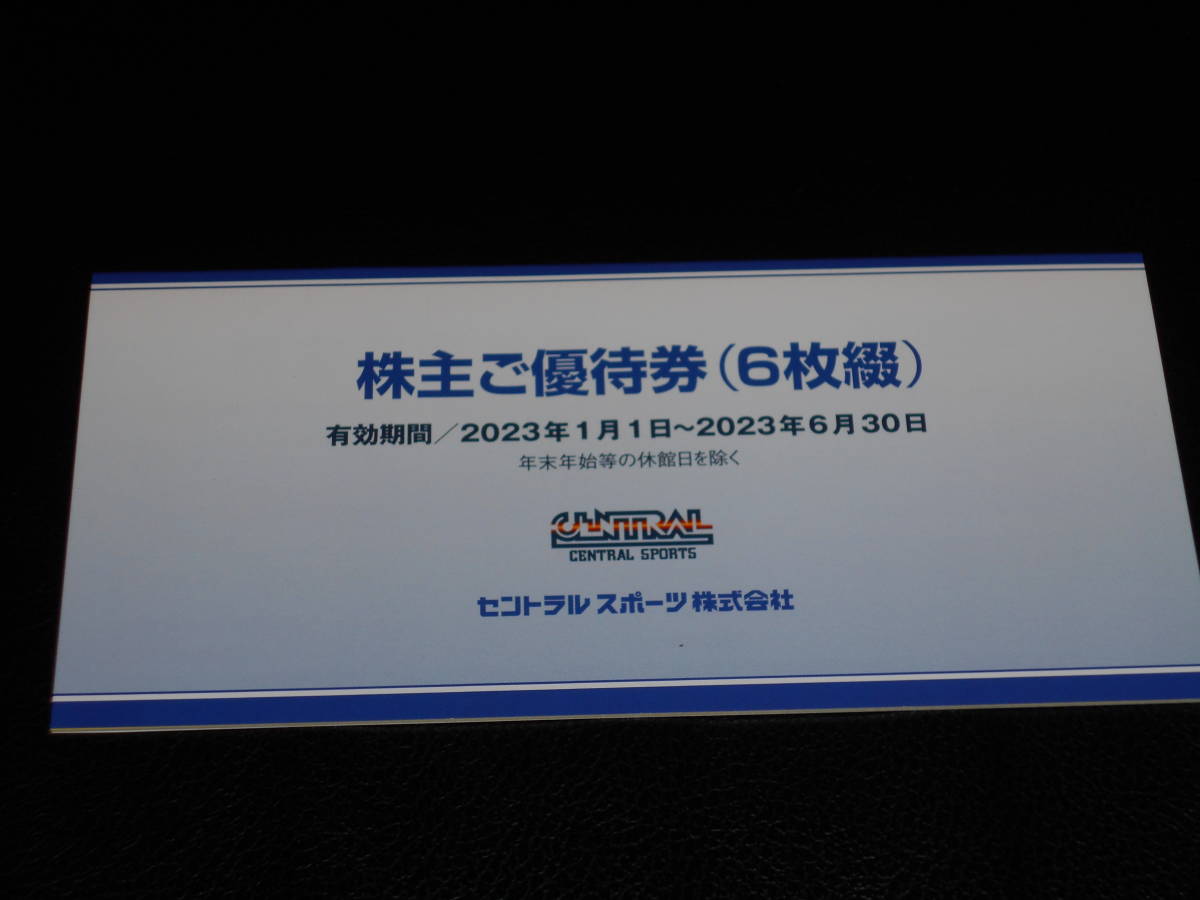 株主ご優待券(6枚綴)
有効期間/2023年1月1日~2023年6月30日
年末年始等の休館日を除く
CENTRAL
CENTRAL SPORTS
セントラルスポーツ株式会社